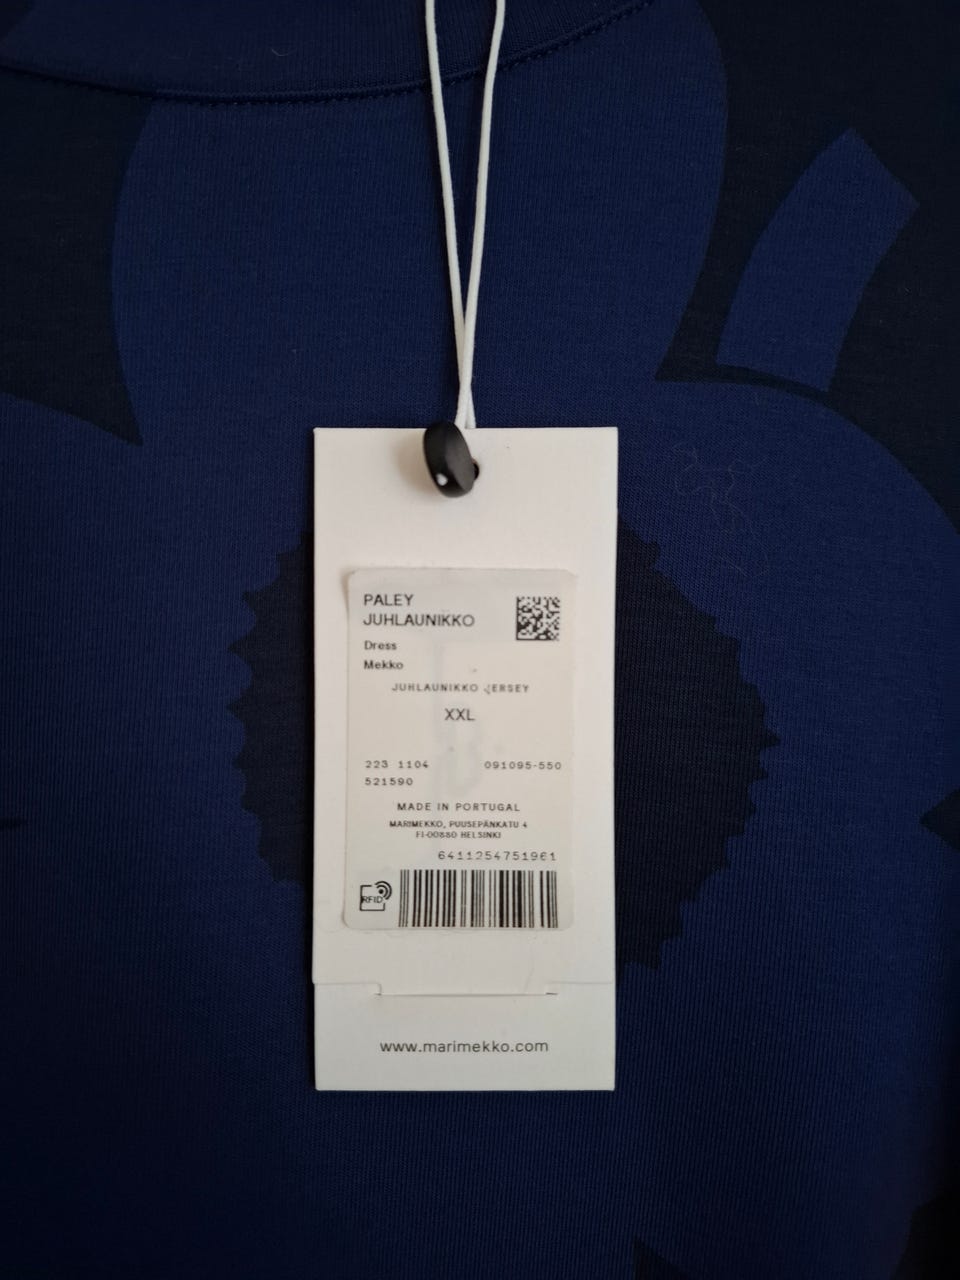 PALEY
JUHLAUNIKKO
Dress
Mekko
JUHLAUNIKKO JERSEY
XXL
223 1104 091095-550
521590
MADE IN PORTUGAL
MARIMEKKO, PUUSEPÄNKATU 4
FI-00880 HELSINKI
6411254751961
RFID
www.marimekko.com